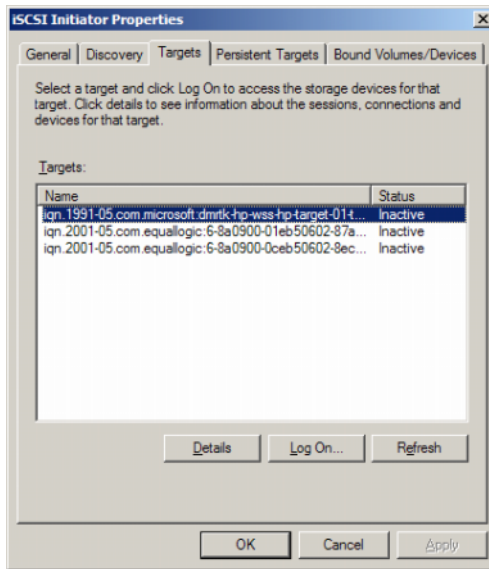 iSCSI Initiator Properties
General Discovery Targets Persistent Targets Bound Volumes/Devices
Select a target and click Log On to access the storage devices for that
target. Click details to see information about the sessions, connections and
devices for that target.
Targets:
Name Status
iqn.1991-05.com.microsoft:dmrtk-hp-wss-hp-target-01-t... Inactive
iqn.2001-05.com.equallogic:6-8a0900-01eb50602-87a... Inactive
iqn.2001-05.com.equallogic:6-8a0900-0ceb50602-8ec... Inactive
Details Log On... Refresh
OK Cancel Apply